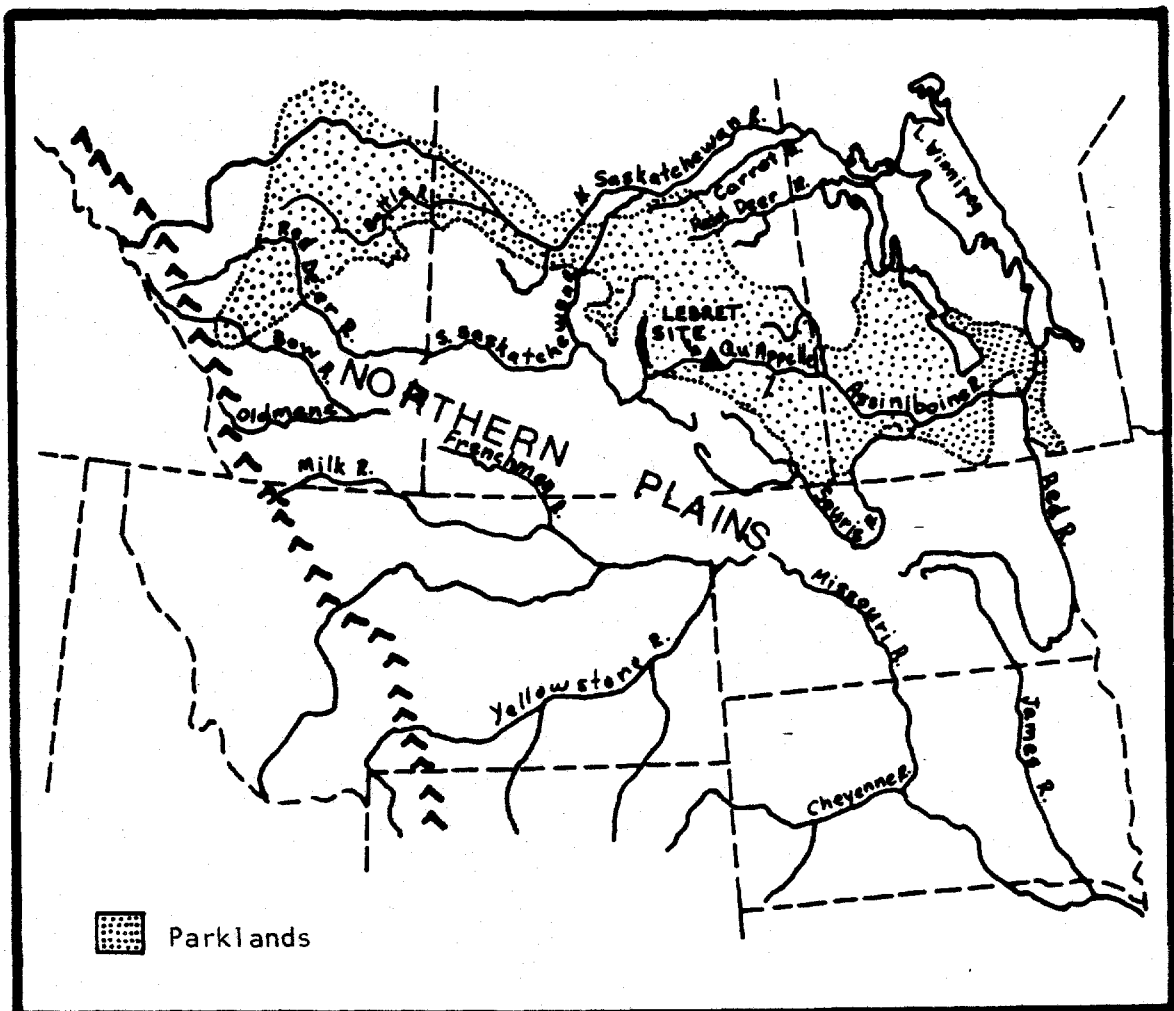 N Saskatchewan R.
Carrot R.
Red Deer R.
L. Winnipeg
Battle R.
Red Deer R.
LEBRET
SITE
S. Saskatchewan
Qu'Appelle
Bow R.
Assiniboine R.
Oldmans
NORTHERN
PLAINS
Frenchman R.
Milk R.
Souris R.
Red R.
Missouri R.
Yellowstone R.
James R.
Cheyenne R.
Parklands